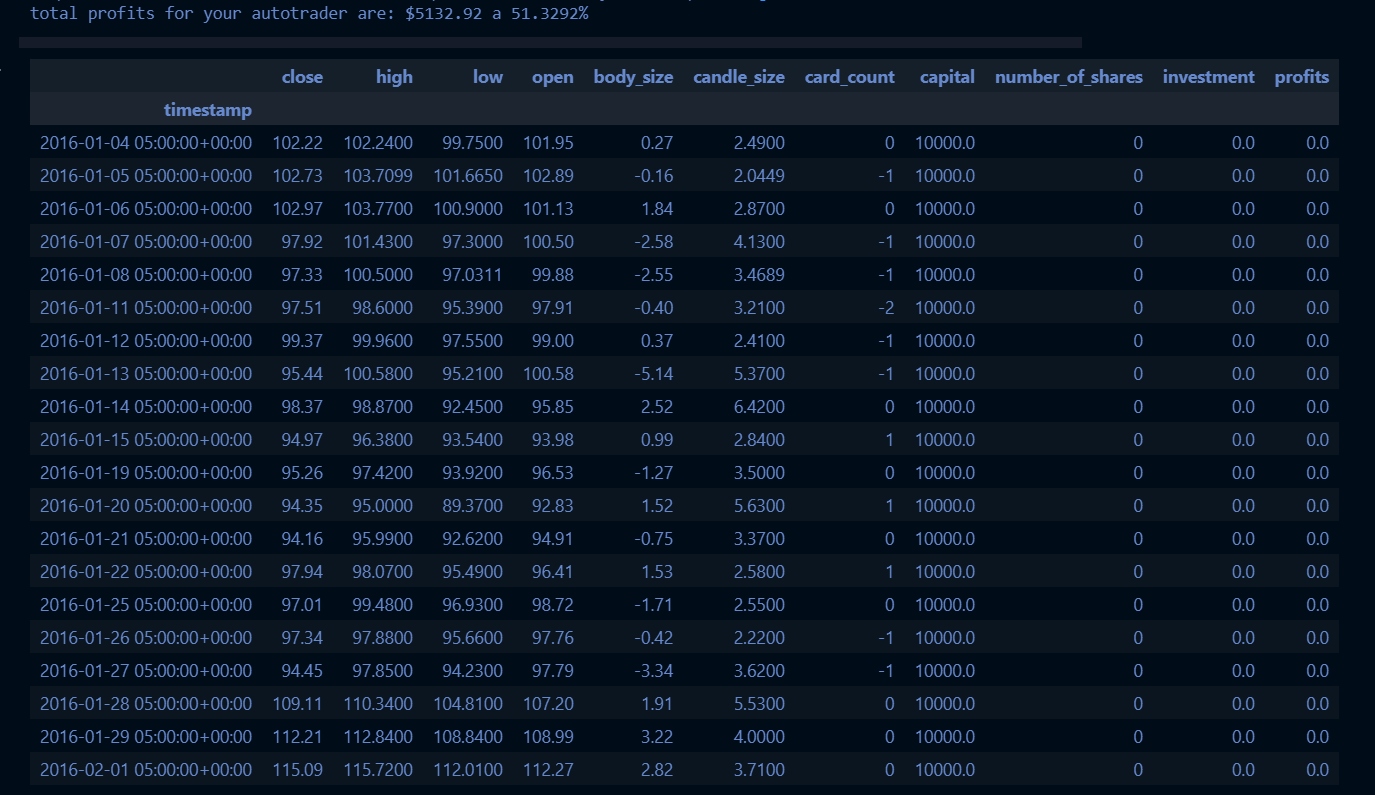 total profits for your autotrader are: $5132.92 a 51.3292%
close high low open body_size candle_size card_count capital number_of_shares investment profits
timestamp
2016-01-04 05:00:00+00:00 102.22 102.2400 99.7500 101.95 0.27 2.4900 0 10000.0 0 0.0 0.0
2016-01-05 05:00:00+00:00 102.73 103.7099 101.6650 102.89 -0.16 2.0449 -1 10000.0 0 0.0 0.0
2016-01-06 05:00:00+00:00 102.97 103.7700 100.9000 101.13 1.84 2.8700 0 10000.0 0 0.0 0.0
2016-01-07 05:00:00+00:00 97.92 101.4300 97.3000 100.50 -2.58 4.1300 -1 10000.0 0 0.0 0.0
2016-01-08 05:00:00+00:00 97.33 100.5000 97.0311 99.88 -2.55 3.4689 -1 10000.0 0 0.0 0.0
2016-01-11 05:00:00+00:00 97.51 98.6000 95.3900 97.91 -0.40 3.2100 -2 10000.0 0 0.0 0.0
2016-01-12 05:00:00+00:00 99.37 99.9600 97.5500 99.00 0.37 2.4100 -1 10000.0 0 0.0 0.0
2016-01-13 05:00:00+00:00 95.44 100.5800 95.2100 100.58 -5.14 5.3700 -1 10000.0 0 0.0 0.0
2016-01-14 05:00:00+00:00 98.37 98.8700 92.4500 95.85 2.52 6.4200 0 10000.0 0 0.0 0.0
2016-01-15 05:00:00+00:00 94.97 96.3800 93.5400 93.98 0.99 2.8400 1 10000.0 0 0.0 0.0
2016-01-19 05:00:00+00:00 95.26 97.4200 93.9200 96.53 -1.27 3.5000 0 10000.0 0 0.0 0.0
2016-01-20 05:00:00+00:00 94.35 95.0000 89.3700 92.83 1.52 5.6300 1 10000.0 0 0.0 0.0
2016-01-21 05:00:00+00:00 94.16 95.9900 92.6200 94.91 -0.75 3.3700 0 10000.0 0 0.0 0.0
2016-01-22 05:00:00+00:00 97.94 98.0700 95.4900 96.41 1.53 2.5800 1 10000.0 0 0.0 0.0
2016-01-25 05:00:00+00:00 97.01 99.4800 96.9300 98.72 -1.71 2.5500 0 10000.0 0 0.0 0.0
2016-01-26 05:00:00+00:00 97.34 97.8800 95.6600 97.76 -0.42 2.2200 -1 10000.0 0 0.0 0.0
2016-01-27 05:00:00+00:00 94.45 97.8500 94.2300 97.79 -3.34 3.6200 -1 10000.0 0 0.0 0.0
2016-01-28 05:00:00+00:00 109.11 110.3400 104.8100 107.20 1.91 5.5300 0 10000.0 0 0.0 0.0
2016-01-29 05:00:00+00:00 112.21 112.8400 108.8400 108.99 3.22 4.0000 0 10000.0 0 0.0 0.0
2016-02-01 05:00:00+00:00 115.09 115.7200 112.0100 112.27 2.82 3.7100 0 10000.0 0 0.0 0.0